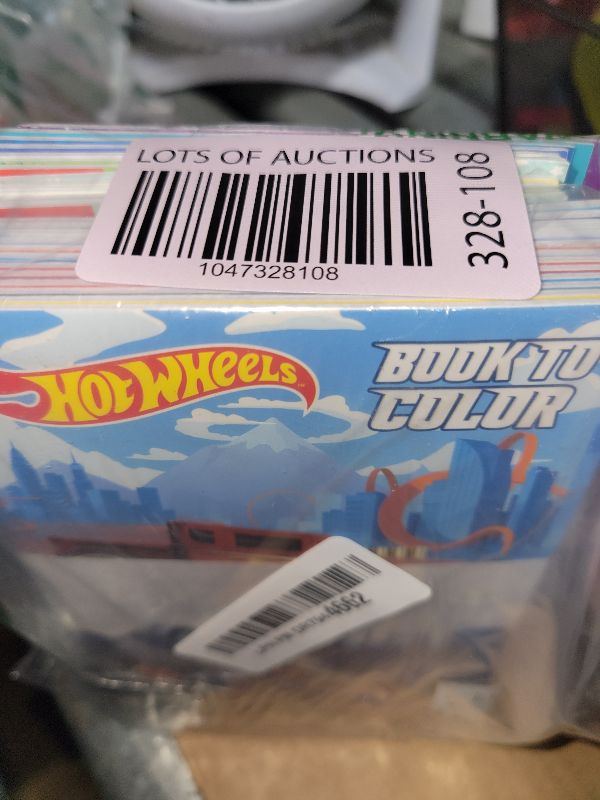 LOTS OF AUCTIONS
1047328108
328-108
HOT WHEELS
BOOK TO
COLOR
4662